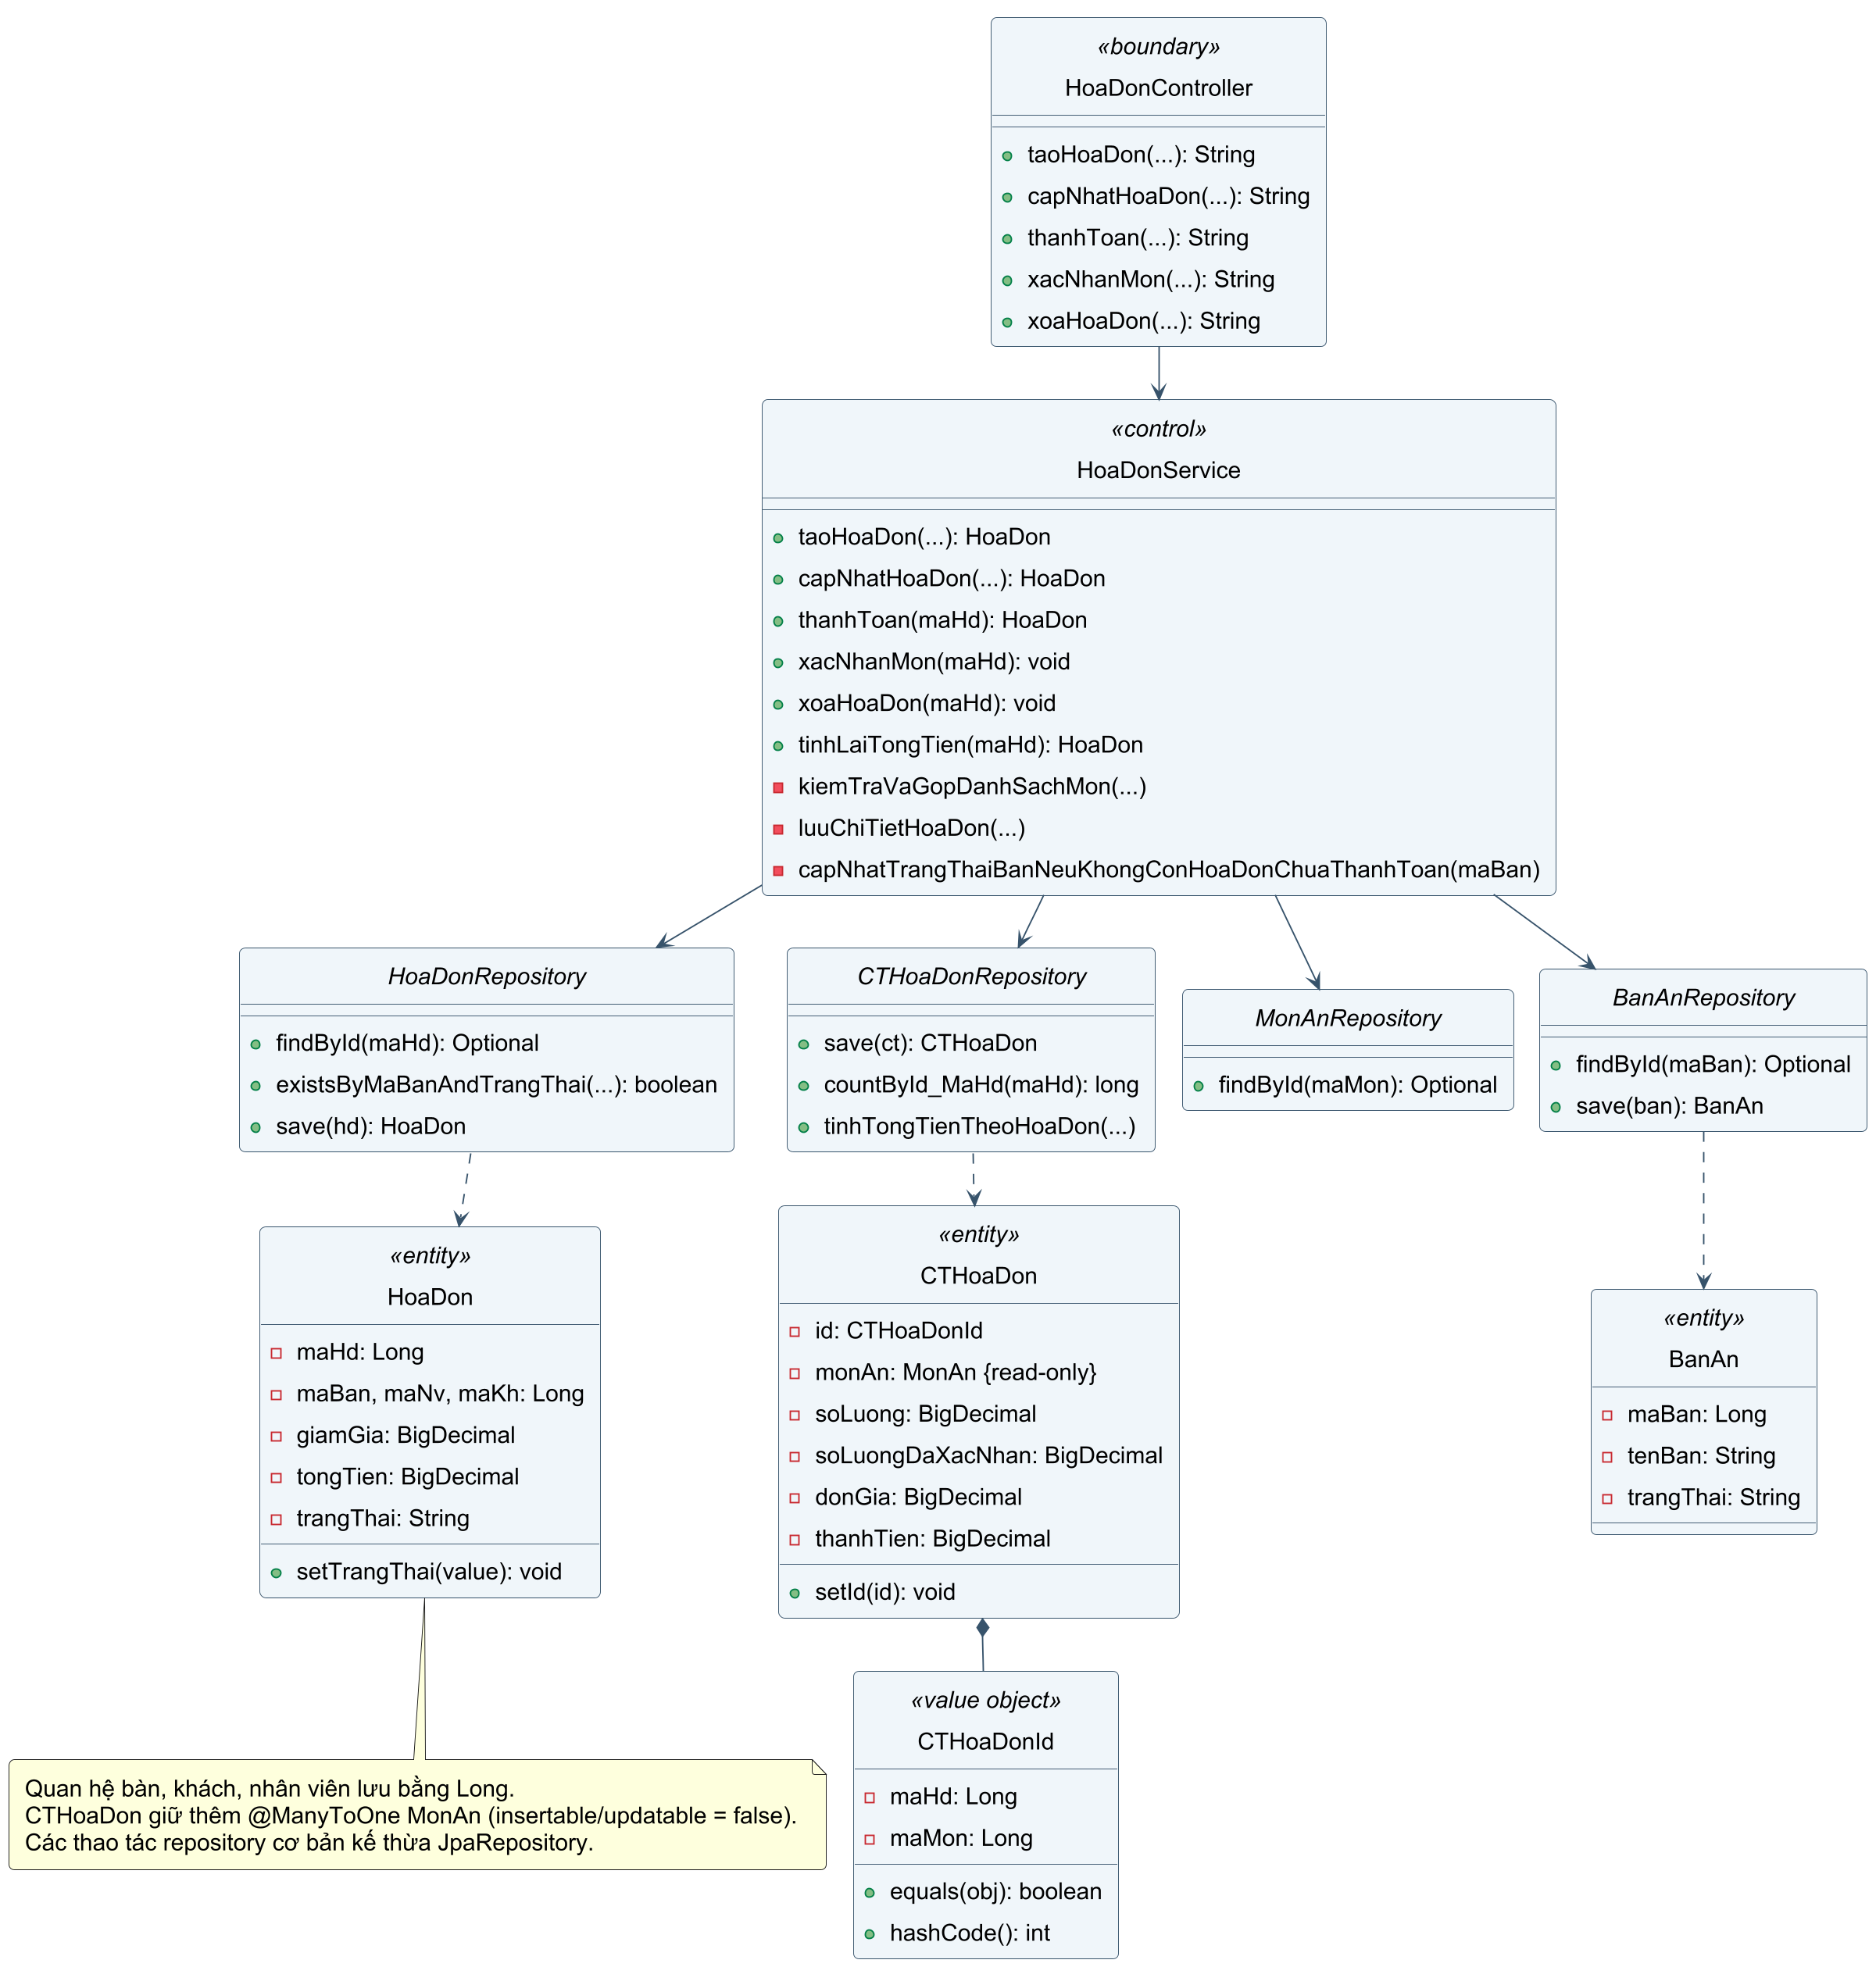 «boundary»
HoaDonController
taoHoaDon(...): String
capNhatHoaDon(...): String
thanhToan(...): String
xacNhanMon(...): String
xoaHoaDon(...): String
«control»
HoaDonService
taoHoaDon(...): HoaDon
capNhatHoaDon(...): HoaDon
thanhToan(maHd): HoaDon
xacNhanMon(maHd): void
xoaHoaDon(maHd): void
tinhLaiTongTien(maHd): HoaDon
kiemTraVaGopDanhSachMon(...)
luuChiTietHoaDon(...)
capNhatTrangThaiBanNeuKhongConHoaDonChuaThanhToan(maBan)
HoaDonRepository
findById(maHd): Optional
existsByMaBanAndTrangThai(...): boolean
save(hd): HoaDon
CTHoaDonRepository
save(ct): CTHoaDon
countById_MaHd(maHd): long
tinhTongTienTheoHoaDon(...)
MonAnRepository
findById(maMon): Optional
BanAnRepository
findById(maBan): Optional
save(ban): BanAn
«entity»
HoaDon
maHd: Long
maBan, maNv, maKh: Long
giamGia: BigDecimal
tongTien: BigDecimal
trangThai: String
setTrangThai(value): void
«entity»
CTHoaDon
id: CTHoaDonId
monAn: MonAn {read-only}
soLuong: BigDecimal
soLuongDaXacNhan: BigDecimal
donGia: BigDecimal
thanhTien: BigDecimal
setId(id): void
«entity»
BanAn
maBan: Long
tenBan: String
trangThai: String
Quan hệ bàn, khách, nhân viên lưu bằng Long.
CTHoaDon giữ thêm @ManyToOne MonAn (insertable/updatable = false).
Các thao tác repository cơ bản kế thừa JpaRepository.
«value object»
CTHoaDonId
maHd: Long
maMon: Long
equals(obj): boolean
hashCode(): int